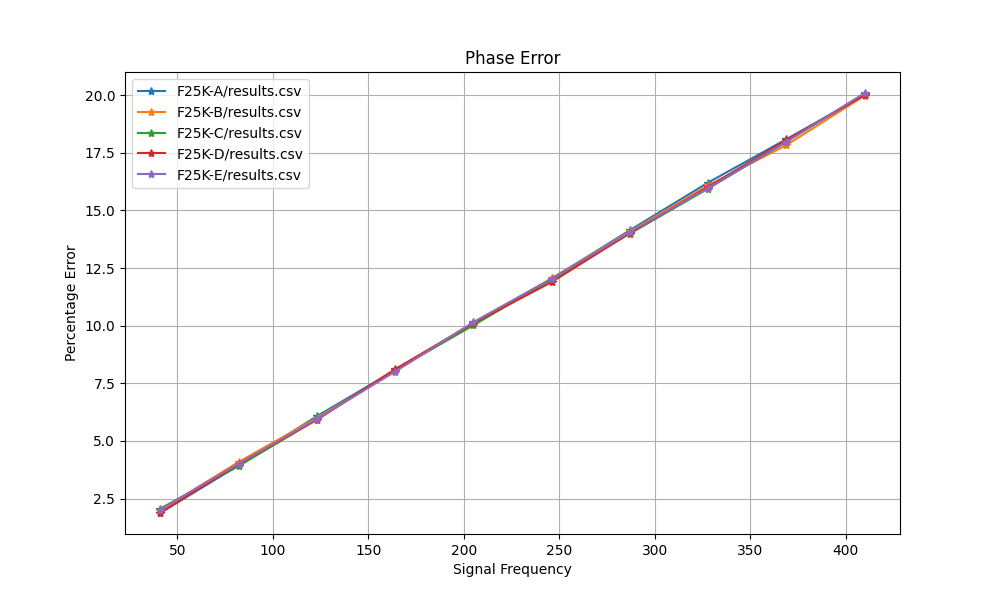 Phase Error
F25K-A/results.csv
F25K-B/results.csv
F25K-C/results.csv
F25K-D/results.csv
F25K-E/results.csv
Percentage Error
20.0
17.5
15.0
12.5
10.0
7.5
5.0
2.5
50 100 150 200 250 300 350 400
Signal Frequency